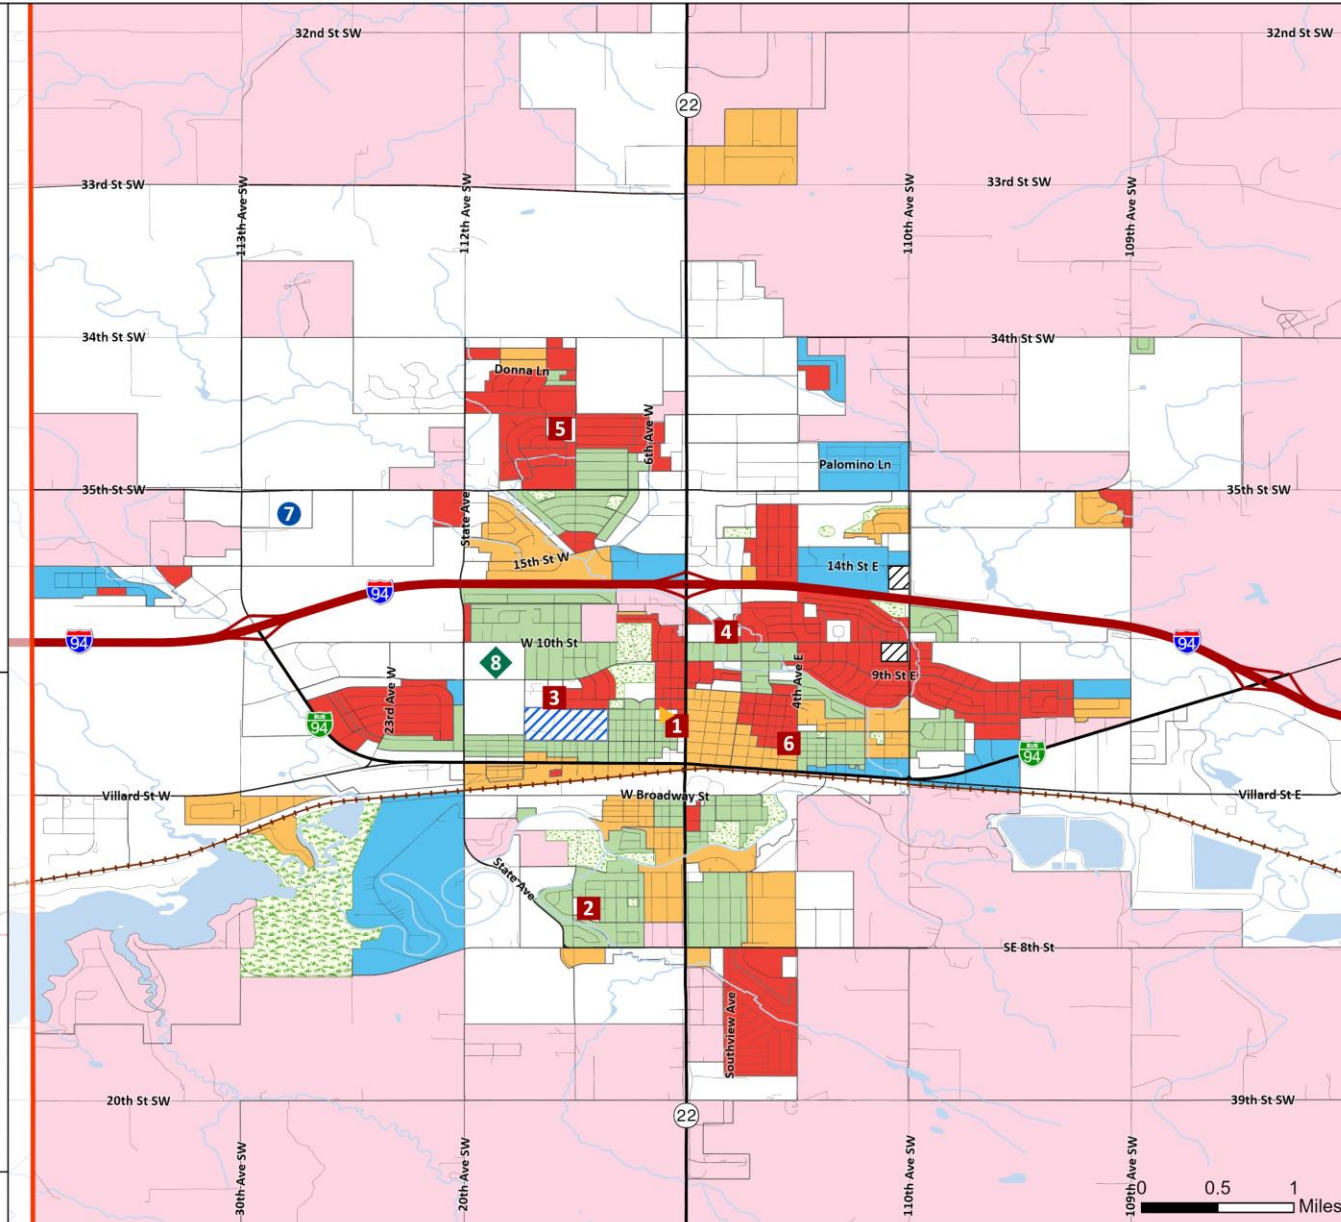 32nd St SW
32nd St SW
22
33rd St SW
33rd St SW
113th Ave SW
112th Ave SW
110th Ave SW
109th Ave SW
34th St SW
34th St SW
Donna Ln
5
6th Ave W
Palomino Ln
35th St SW
35th St SW
7
State Ave
15th St W
14th St E
94
94
94
W 10th St
4
8
9th St E
4th Ave E
23rd Ave W
3
BUS
94
1
6
BUS
94
Villard St W
W Broadway St
Villard St E
State Ave
2
SE 8th St
Southview Ave
20th St SW
39th St SW
22
30th Ave SW
20th Ave SW
110th Ave SW
109th Ave SW
0 0.5 1
Miles